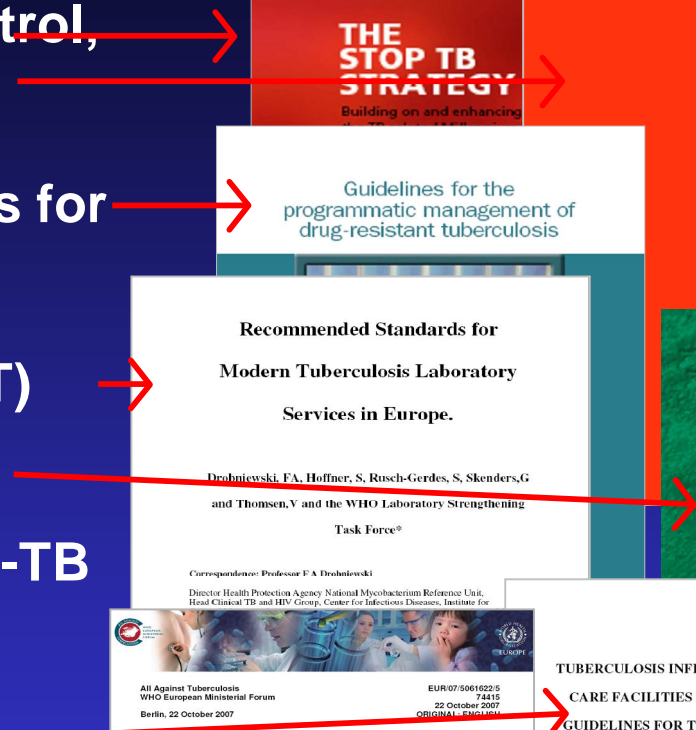 trol,
THE
STOP TB
STRATEGY
Building on and enhancing
s for
Guidelines for the
programmatic management of
drug-resistant tuberculosis
Recommended Standards for
Modern Tuberculosis Laboratory
Services in Europe.
T)
Drobniewski, FA, Hoffner, S, Rusch-Gerdes, S, Skenders,G
and Thomsen,V and the WHO Laboratory Strengthening
Task Force*
-TB
Correspondence: Professor F A Drobniewski
Director Health Protection Agency National Mycobacterium Reference Unit,
Head Clinical TB and HIV Group, Center for Infectious Diseases, Institute for
EUROPE
All Against Tuberculosis
WHO European Ministerial Forum
Berlin, 22 October 2007
EUR/07/5061622/5
74415
22 October 2007
ORIGINAL: ENGLISH
TUBERCULOSIS INF
CARE FACILITIES
GUIDELINES FOR T